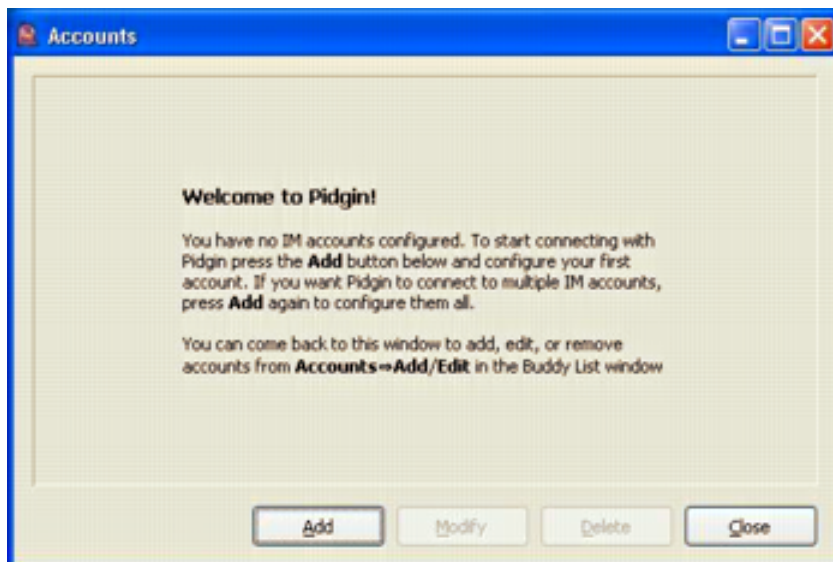 Accounts
Welcome to Pidgin!
You have no IM accounts configured. To start connecting with
Pidgin press the Add button below and configure your first
account. If you want Pidgin to connect to multiple IM accounts,
press Add again to configure them all.
You can come back to this window to add, edit, or remove
accounts from Accounts⇒Add/Edit in the Buddy List window
Add Modify Delete Close